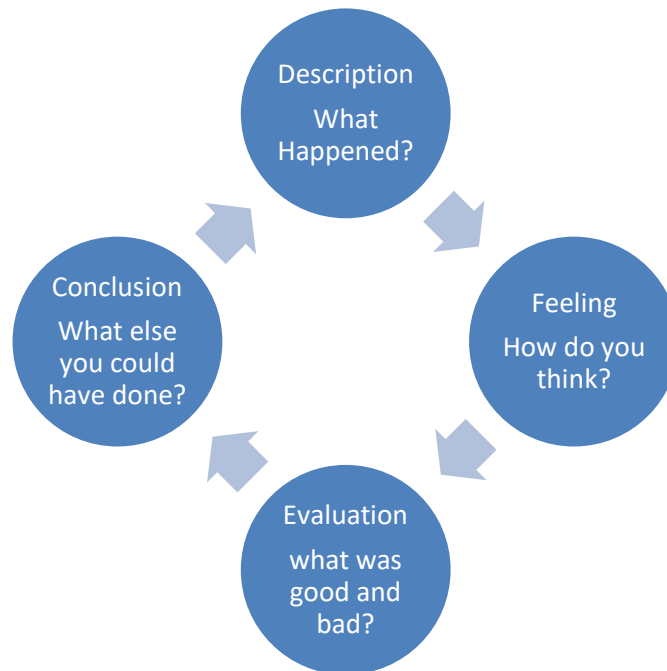 Description
What
Happened?
Feeling
How do you
think?
Evaluation
what was
good and
bad?
Conclusion
What else
you could
have done?